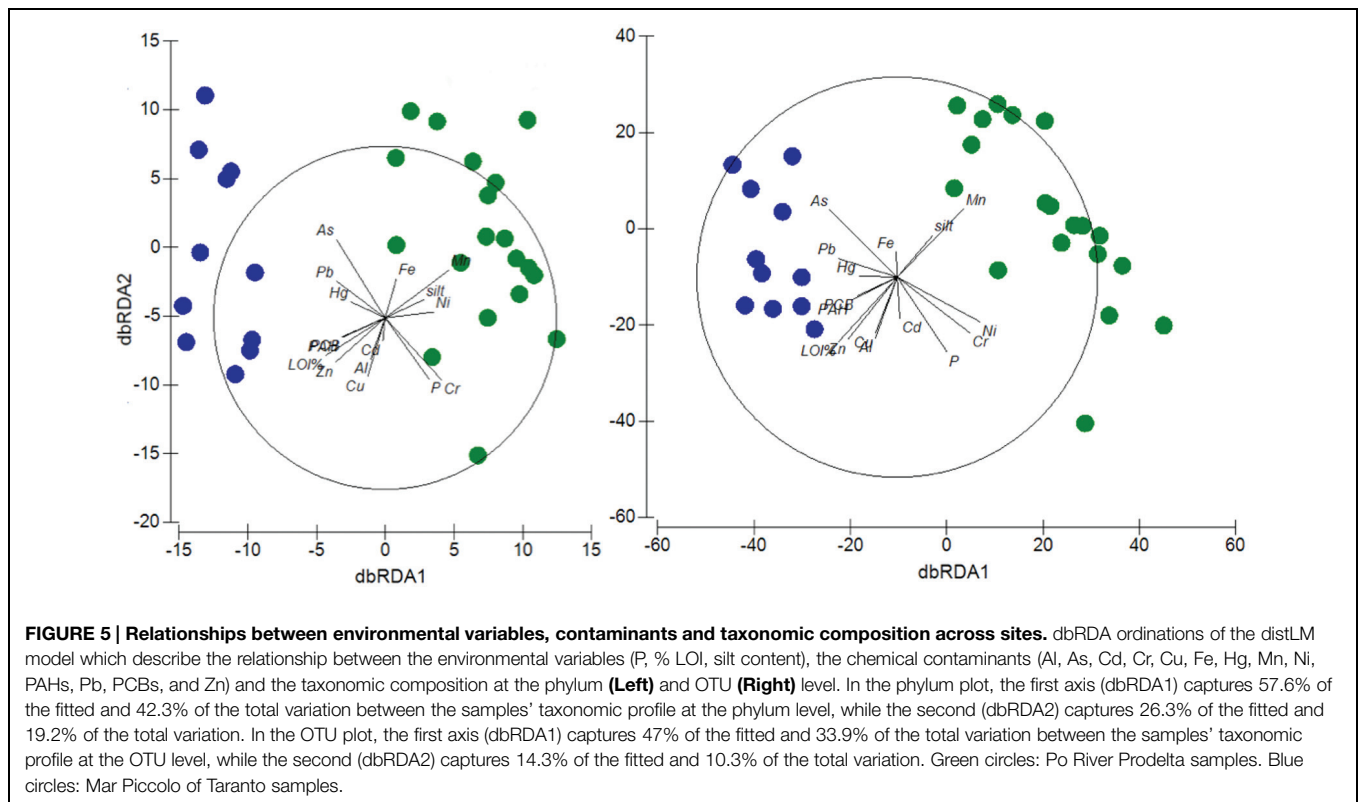 15
10
5
0
-5
-10
-15
-20
dbRDA2
-15 -10 -5 0 5 10 15
dbRDA1
As
Pb
Hg
Fe
Mn
silt
Ni
PCB
PAH
LOI%
Zn
Cd
Al
Cu
P
Cr
40
20
0
-20
-40
-60
dbRDA2
-60 -40 -20 0 20 40 60
dbRDA1
As
Pb
Hg
Fe
Mn
silt
PCB
PAH
LOI%
Zn
Cu
Al
Cd
Ni
Cr
P
FIGURE 5 | Relationships between environmental variables, contaminants and taxonomic composition across sites. dbRDA ordinations of the distLM
model which describe the relationship between the environmental variables (P, % LOI, silt content), the chemical contaminants (Al, As, Cd, Cr, Cu, Fe, Hg, Mn, Ni,
PAHs, Pb, PCBs, and Zn) and the taxonomic composition at the phylum (Left) and OTU (Right) level. In the phylum plot, the first axis (dbRDA1) captures 57.6% of
the fitted and 42.3% of the total variation between the samples' taxonomic profile at the phylum level, while the second (dbRDA2) captures 26.3% of the fitted and
19.2% of the total variation. In the OTU plot, the first axis (dbRDA1) captures 47% of the fitted and 33.9% of the total variation between the samples' taxonomic
profile at the OTU level, while the second (dbRDA2) captures 14.3% of the fitted and 10.3% of the total variation. Green circles: Po River Prodelta samples. Blue
circles: Mar Piccolo of Taranto samples.